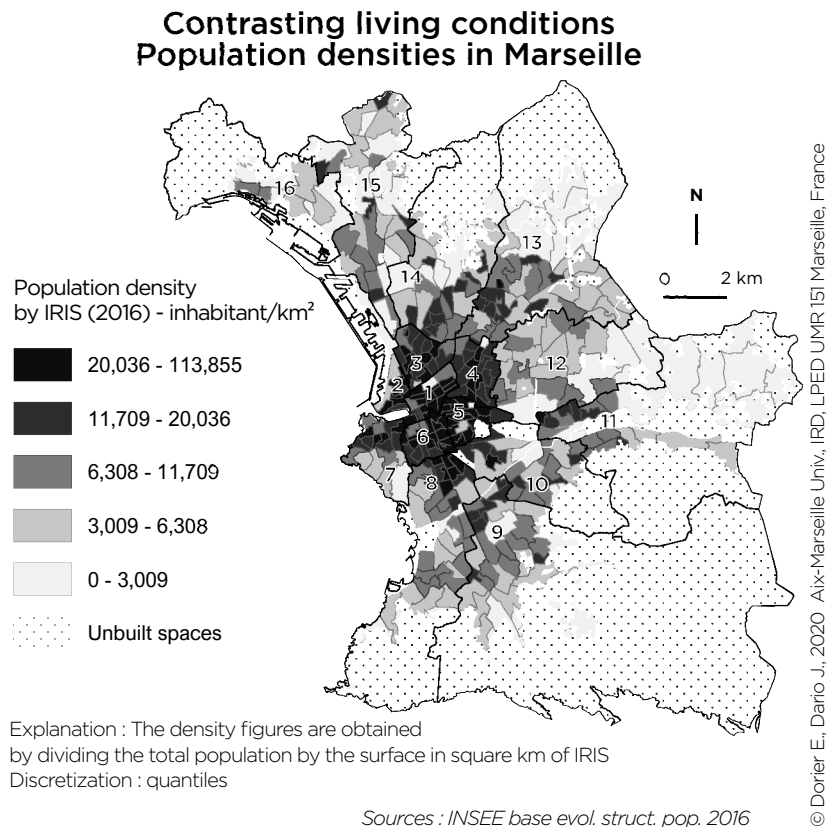 Contrasting living conditions
Population densities in Marseille
16
15
13
14
N
0 2 km
Population density
by IRIS (2016) - inhabitant/km²
20,036 - 113,855
11,709 - 20,036
6,308 - 11,709
3,009 - 6,308
0 - 3,009
Unbuilt spaces
3
12
4
2
1
5
11
6
7
8
10
9
Explanation : The density figures are obtained
by dividing the total population by the surface in square km of IRIS
Discretization : quantiles
Sources : INSEE base evol. struct. pop. 2016
© Dorier E., Dario J., 2020 Aix-Marseille Univ., IRD, LPED UMR 151 Marseille, France